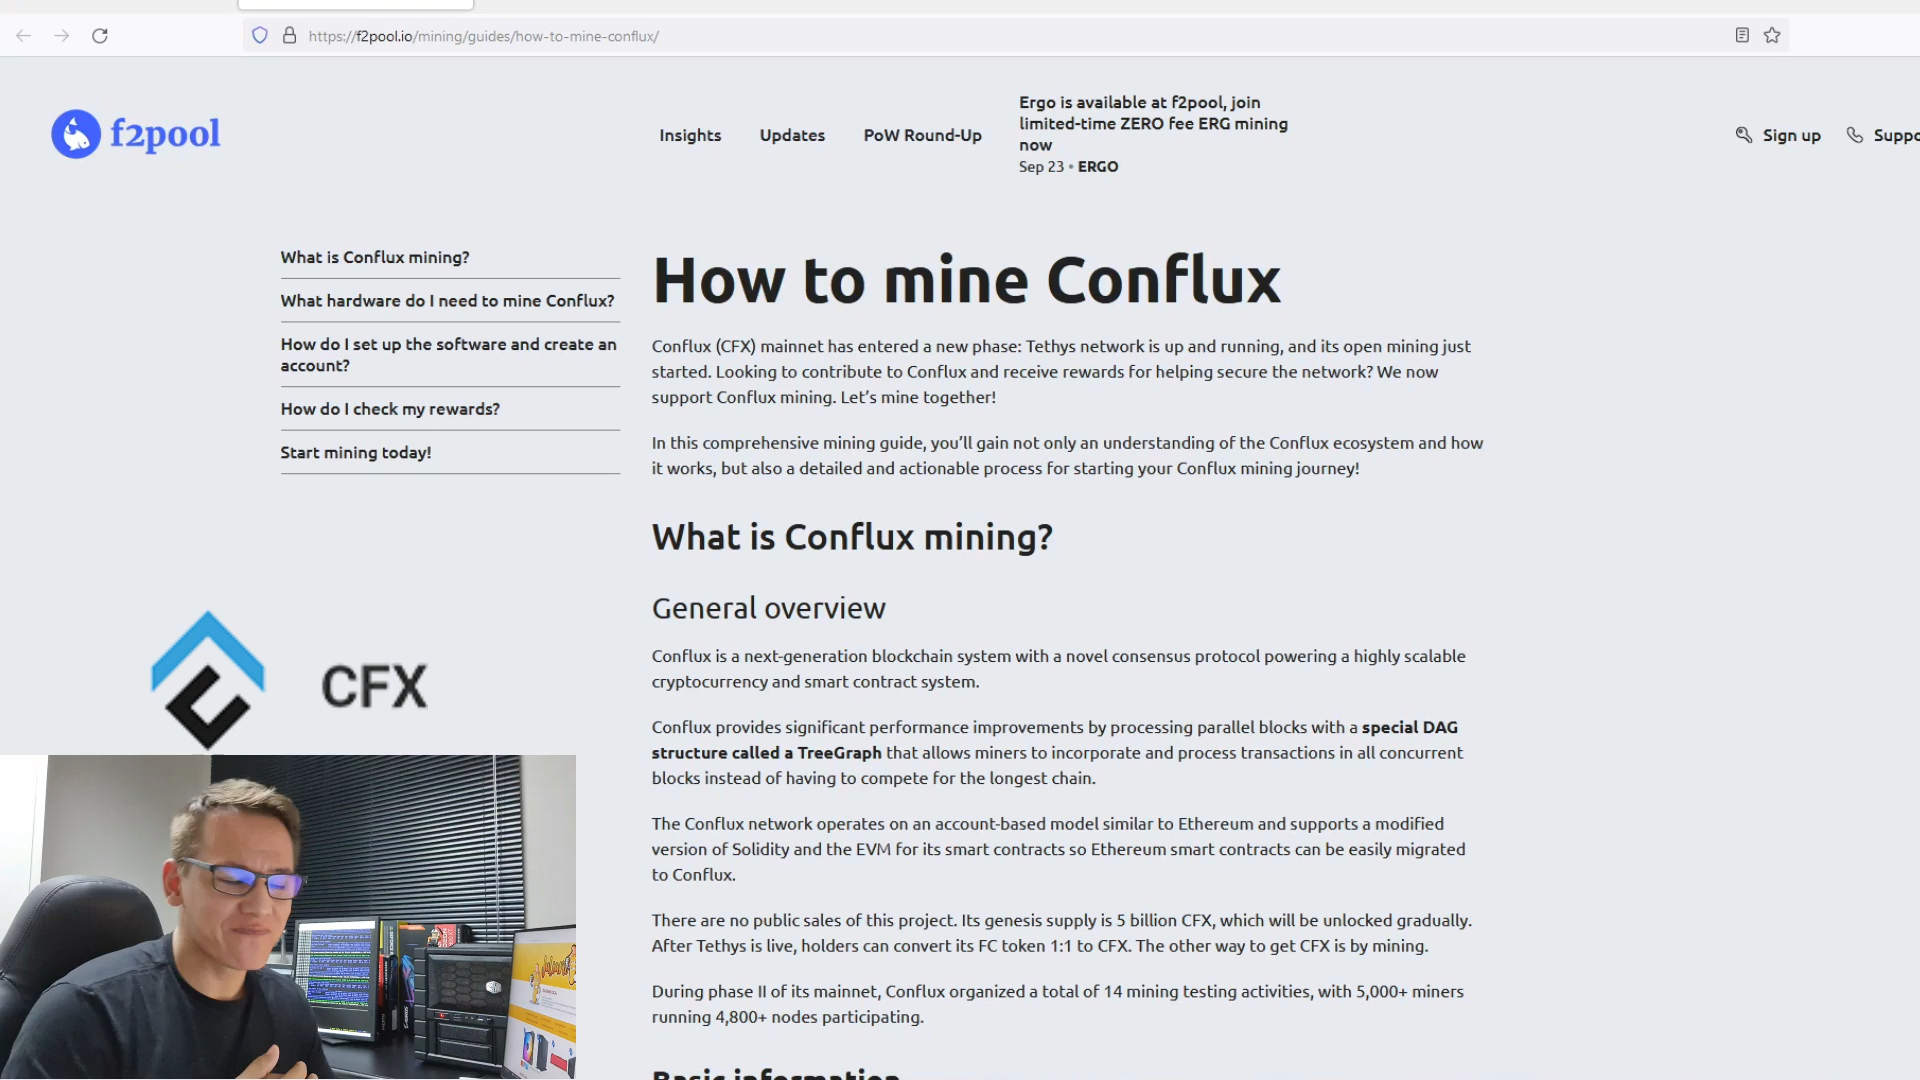 https://f2pool.io/mining/guides/how-to-mine-conflux/
f2pool
Insights
Updates
PoW Round-Up
Ergo is available at f2pool, join
limited-time ZERO fee ERG mining
now
Sep 23 • ERGO
Sign up
Suppo
What is Conflux mining?
What hardware do I need to mine Conflux?
How do I set up the software and create an
account?
How do I check my rewards?
Start mining today!
How to mine Conflux
Conflux (CFX) mainnet has entered a new phase: Tethys network is up and running, and its open mining just
started. Looking to contribute to Conflux and receive rewards for helping secure the network? We now
support Conflux mining. Let’s mine together!
In this comprehensive mining guide, you’ll gain not only an understanding of the Conflux ecosystem and how
it works, but also a detailed and actionable process for starting your Conflux mining journey!
What is Conflux mining?
General overview
Conflux is a next-generation blockchain system with a novel consensus protocol powering a highly scalable
cryptocurrency and smart contract system.
Conflux provides significant performance improvements by processing parallel blocks with a special DAG
structure called a TreeGraph that allows miners to incorporate and process transactions in all concurrent
blocks instead of having to compete for the longest chain.
The Conflux network operates on an account-based model similar to Ethereum and supports a modified
version of Solidity and the EVM for its smart contracts so Ethereum smart contracts can be easily migrated
to Conflux.
There are no public sales of this project. Its genesis supply is 5 billion CFX, which will be unlocked gradually.
After Tethys is live, holders can convert its FC token 1:1 to CFX. The other way to get CFX is by mining.
During phase II of its mainnet, Conflux organized a total of 14 mining testing activities, with 5,000+ miners
running 4,800+ nodes participating.
Basic information
CFX